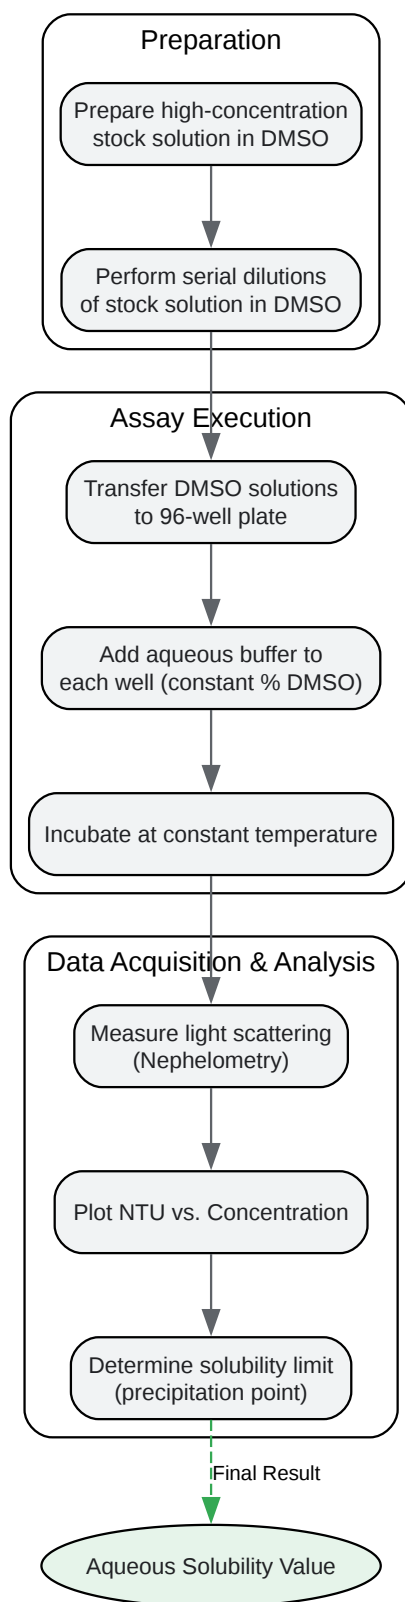 Preparation
Prepare high-concentration
stock solution in DMSO
Perform serial dilutions
of stock solution in DMSO
Assay Execution
Transfer DMSO solutions
to 96-well plate
Add aqueous buffer to
each well (constant % DMSO)
Incubate at constant temperature
Data Acquisition & Analysis
Measure light scattering
(Nephelometry)
Plot NTU vs. Concentration
Determine solubility limit
(precipitation point)
Final Result
Aqueous Solubility Value